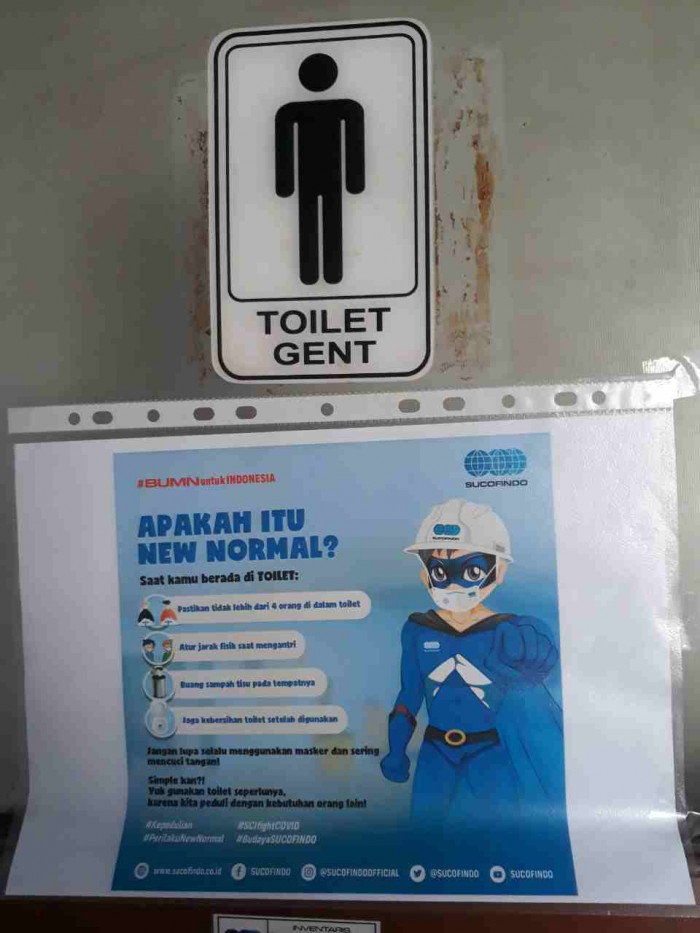 TOILET
GENT
#BUMNuntukINDONESIA
SUCOFINDO
APAKAH ITU
NEW NORMAL?
SUCOFINDO
Saat kamu berada di TOILET:
Pastikan tidak lebih dari 4 orang di dalam toilet
Atur jarak fisik saat mengantri
Buang sampah tisu pada tempatnya
Jaga kebersihan toilet setelah digunakan
Jangan lupa selalu menggunakan masker dan sering
mencuci tangan!
Simple kan?!
Yuk gunakan toilet seperlunya,
karena kita peduli dengan kebutuhan orang lain!
#Kepedulian #SCIfightCOVID
#PerilakuNewNormal #BudayaSUCOFINDO
www.sucofindo.co.id SUCOFINDO @SUCOFINDOOFFICIAL @SUCOFINDO SUCOFINDO
INVENTARIS